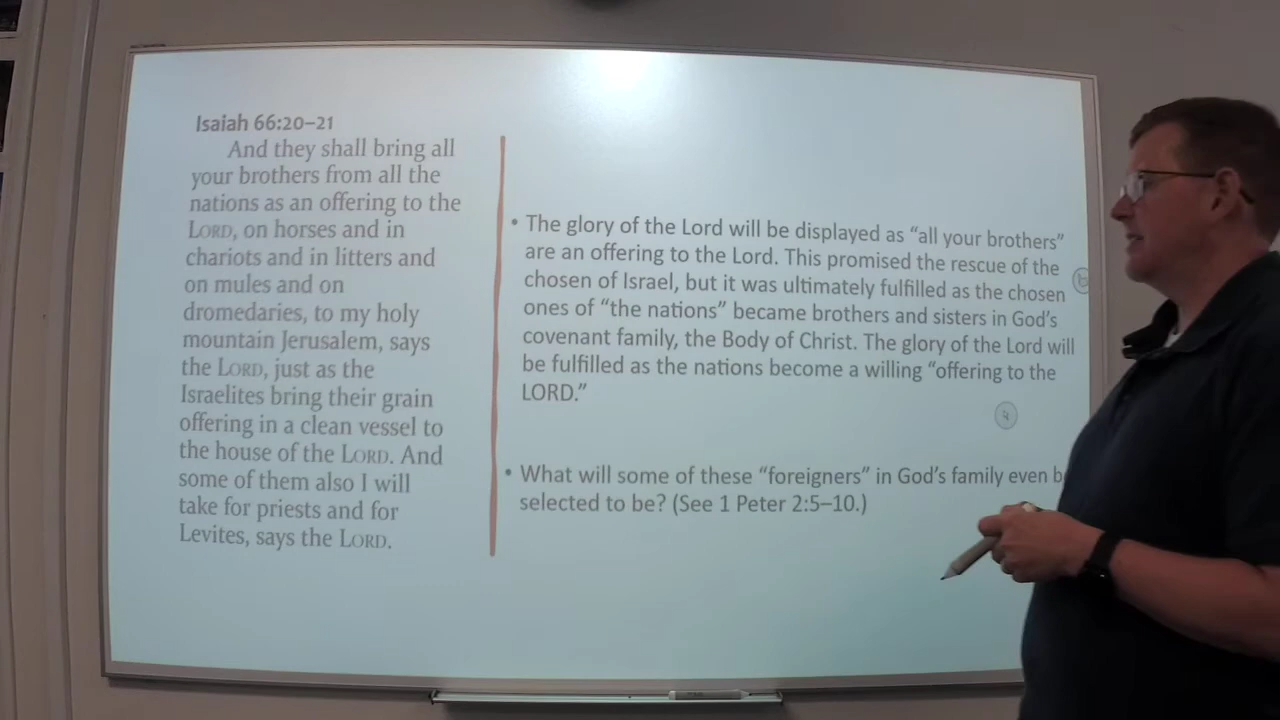 Isaiah 66:20–21
And they shall bring all
your brothers from all the
nations as an offering to the
LORD, on horses and in
chariots and in litters and
on mules and on
dromedaries, to my holy
mountain Jerusalem, says
the LORD, just as the
Israelites bring their grain
offering in a clean vessel to
the house of the LORD. And
some of them also I will
take for priests and for
Levites, says the LORD.
• The glory of the Lord will be displayed as “all your brothers”
are an offering to the Lord. This promised the rescue of the
chosen of Israel, but it was ultimately fulfilled as the chosen
ones of “the nations” became brothers and sisters in God’s
covenant family, the Body of Christ. The glory of the Lord will
be fulfilled as the nations become a willing “offering to the
LORD.”
• What will some of these “foreigners” in God’s family even
selected to be? (See 1 Peter 2:5–10.)